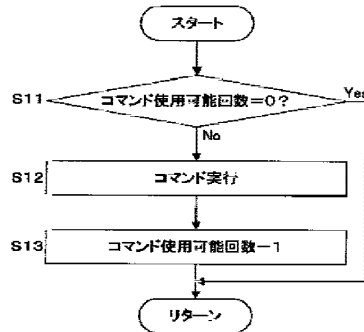 スタート
S11
コマンド使用可能回数=0?
Yes
No
S12
コマンド実行
S13
コマンド使用可能回数−1
リターン